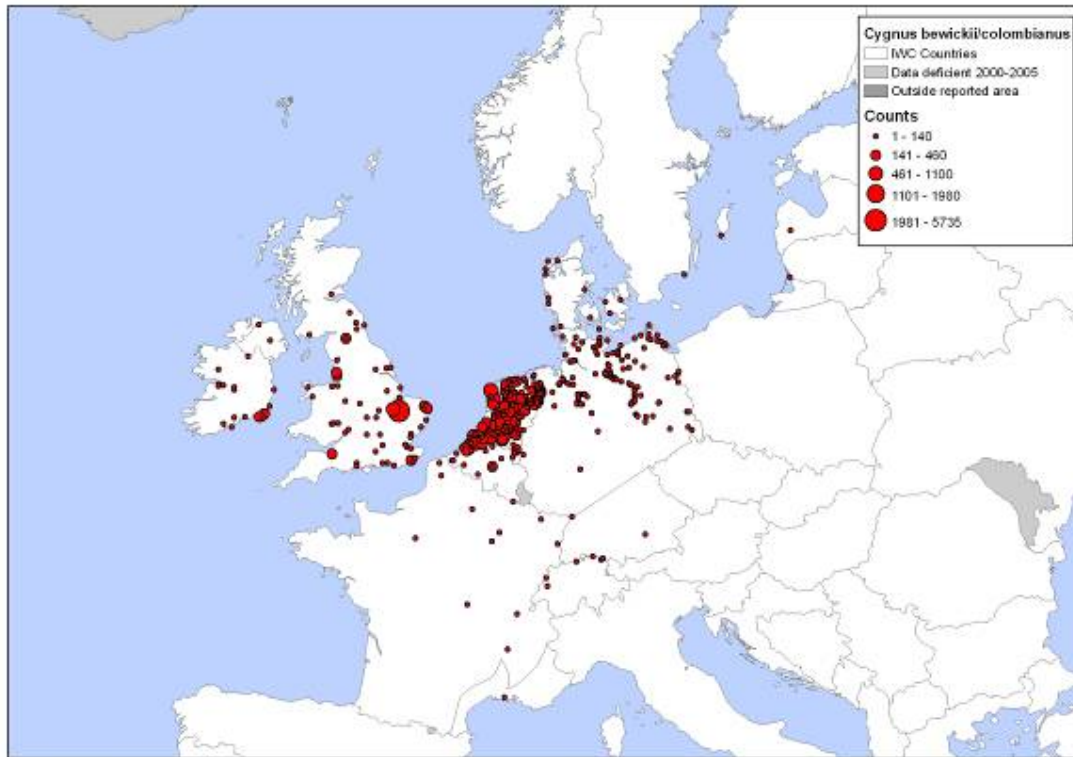 Cygnus bewickii/colombianus
IWC Countries
Data deficient 2000-2005
Outside reported area
Counts
1 - 140
141 - 460
461 - 1100
1101 - 1980
1981 - 5735